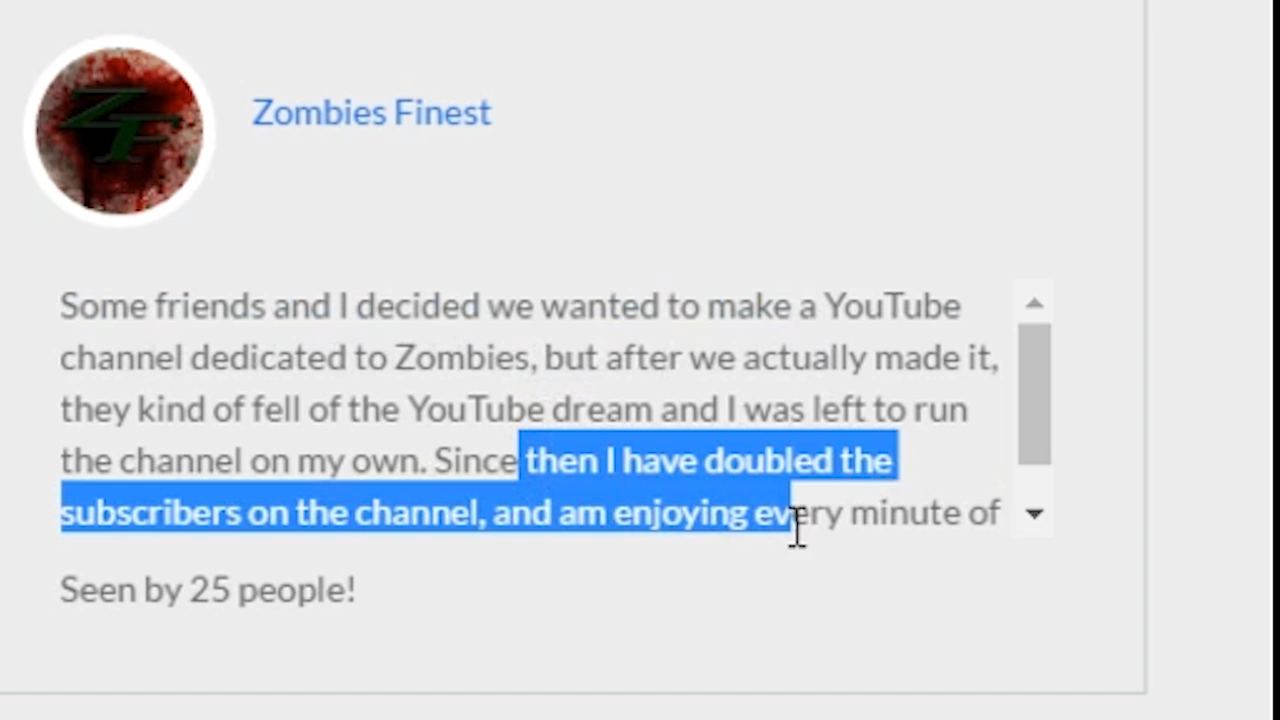 ZF
Zombies Finest
Some friends and I decided we wanted to make a YouTube
channel dedicated to Zombies, but after we actually made it,
they kind of fell of the YouTube dream and I was left to run
the channel on my own. Since then I have doubled the
subscribers on the channel, and am enjoying every minute of
Seen by 25 people!